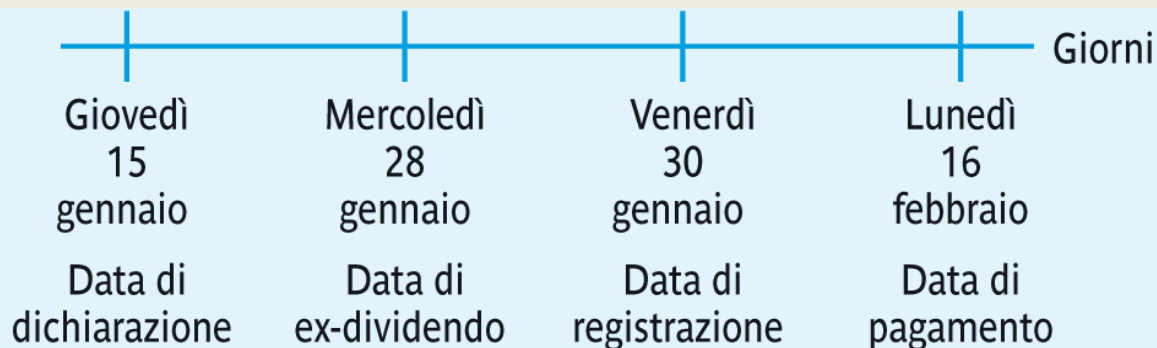 Giorni
Giovedì
15
gennaio
Data di
dichiarazione
Mercoledì
28
gennaio
Data di
ex-dividendo
Venerdì
30
gennaio
Data di
registrazione
Lunedì
16
febbraio
Data di
pagamento